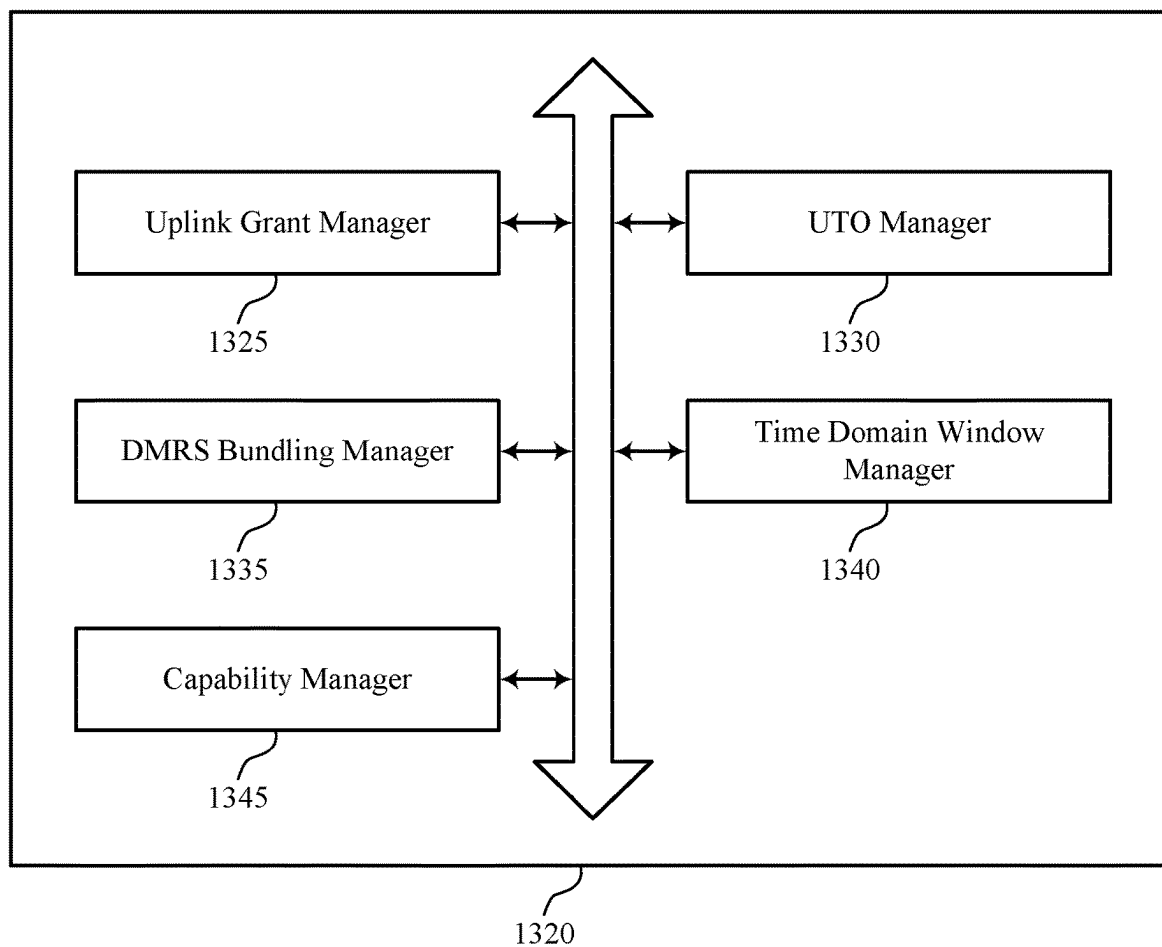 Uplink Grant Manager
UTO Manager
1325
1330
DMRS Bundling Manager
Time Domain Window
Manager
1335
1340
Capability Manager
1345
1320